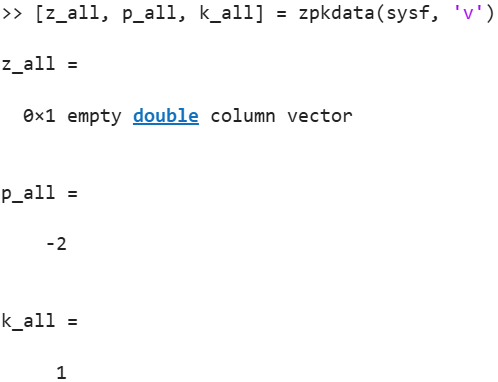 >> [z_all, p_all, k_all] = zpkdata(sysf, 'v')
z_all =
0×1 empty double column vector
p_all =
-2
k_all =
1